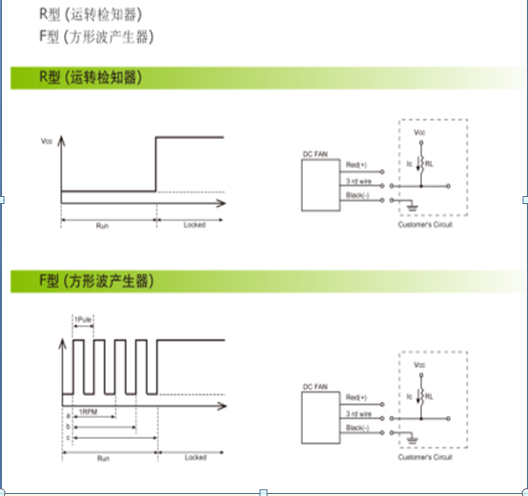 R型 (运转检知器)
F型 (方形波产生器)
R型 (运转检知器)
Vcc
Run
Locked
DC FAN
Red(+)
3 rd wire
Black(-)
Vcc
Ic
RL
Customer's Circuit
F型 (方形波产生器)
1Pule
1RPM
a
b
c
Run
Locked
DC FAN
Red(+)
3 rd wire
Black(-)
Vcc
Ic
RL
Customer's Circuit